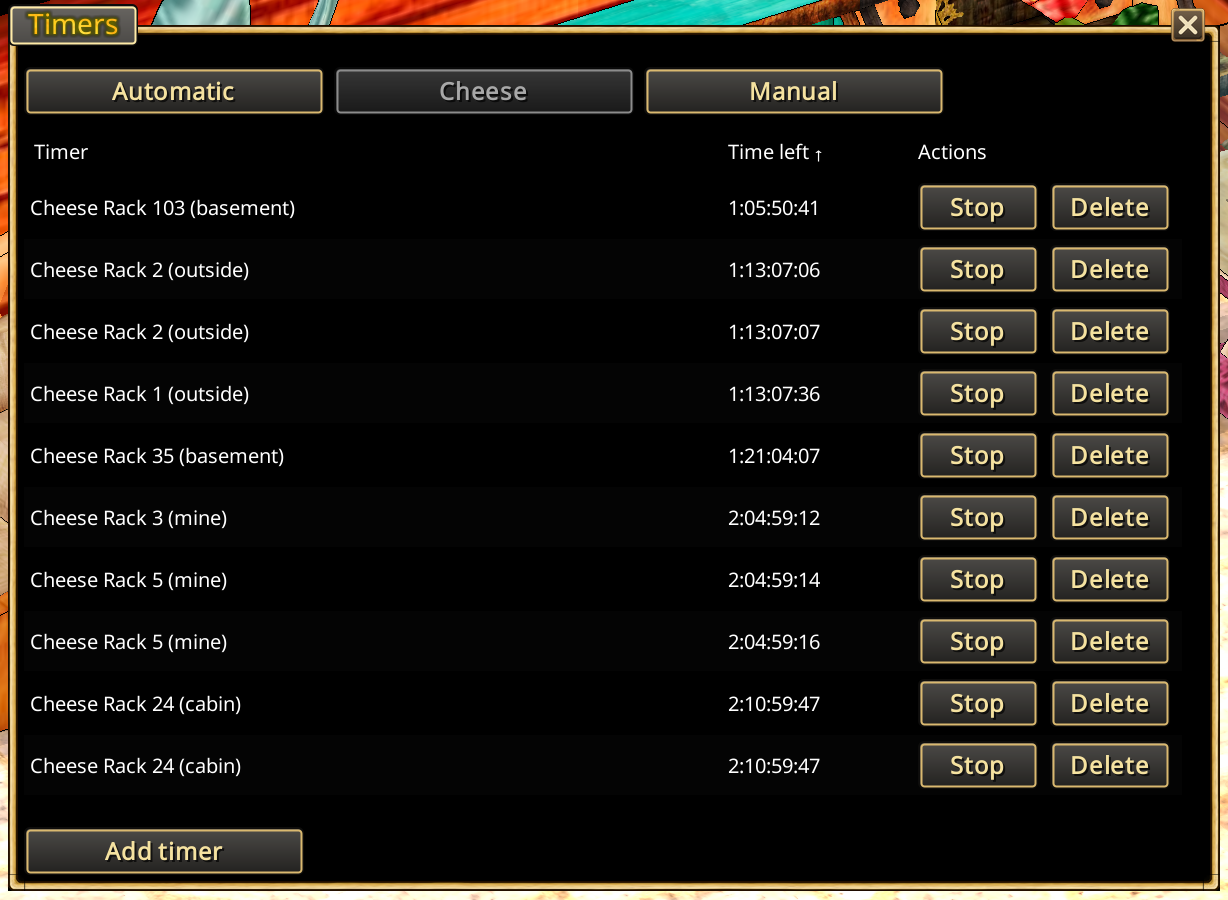 Timers
Automatic Cheese Manual
Timer Time left ↑ Actions
Cheese Rack 103 (basement) 1:05:50:41 Stop Delete
Cheese Rack 2 (outside) 1:13:07:06 Stop Delete
Cheese Rack 2 (outside) 1:13:07:07 Stop Delete
Cheese Rack 1 (outside) 1:13:07:36 Stop Delete
Cheese Rack 35 (basement) 1:21:04:07 Stop Delete
Cheese Rack 3 (mine) 2:04:59:12 Stop Delete
Cheese Rack 5 (mine) 2:04:59:14 Stop Delete
Cheese Rack 5 (mine) 2:04:59:16 Stop Delete
Cheese Rack 24 (cabin) 2:10:59:47 Stop Delete
Cheese Rack 24 (cabin) 2:10:59:47 Stop Delete
Add timer